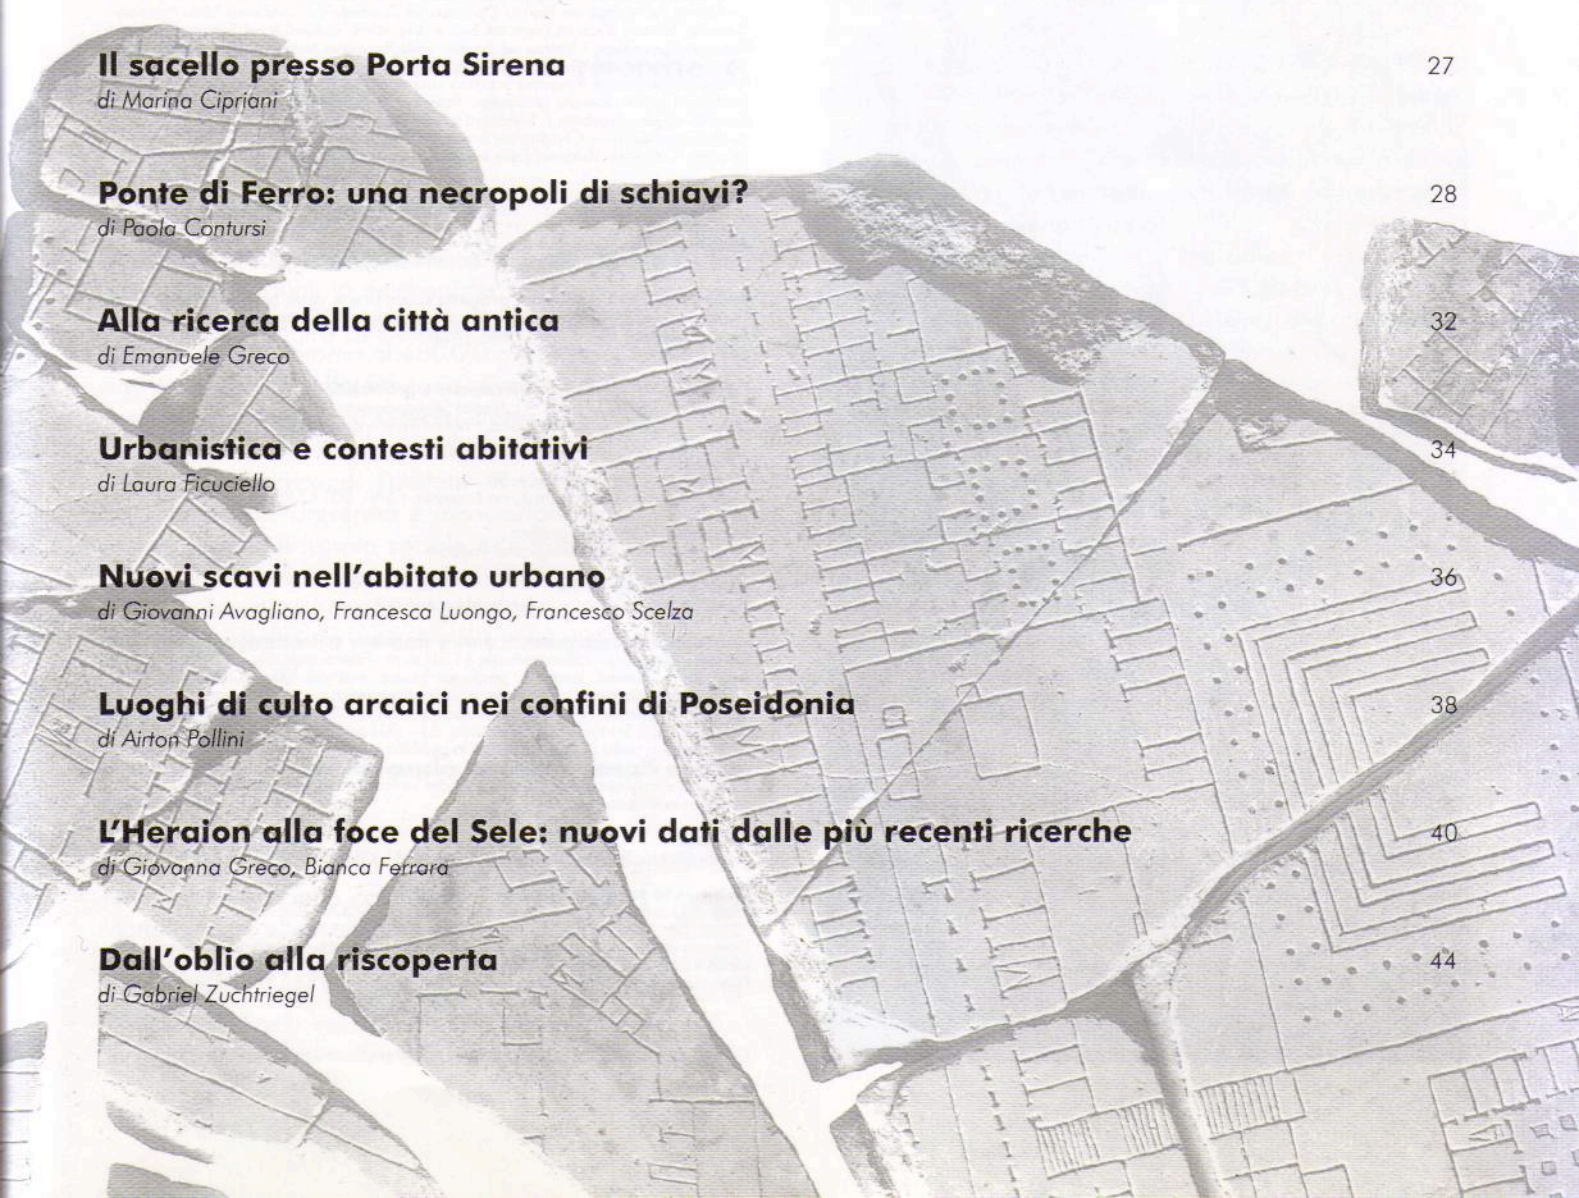 Il sacello presso Porta Sirena 27
di Marina Cipriani
Ponte di Ferro: una necropoli di schiavi? 28
di Paola Contursi
Alla ricerca della città antica 32
di Emanuele Greco
Urbanistica e contesti abitativi 34
di Laura Ficuciello
Nuovi scavi nell'abitato urbano 36
di Giovanni Avagliano, Francesca Luongo, Francesco Scelza
Luoghi di culto arcaici nei confini di Poseidonia 38
di Airton Pollini
L'Heraion alla foce del Sele: nuovi dati dalle più recenti ricerche 40
di Giovanna Greco, Bianca Ferrara
Dall'oblio alla riscoperta 44
di Gabriel Zuchtriegel